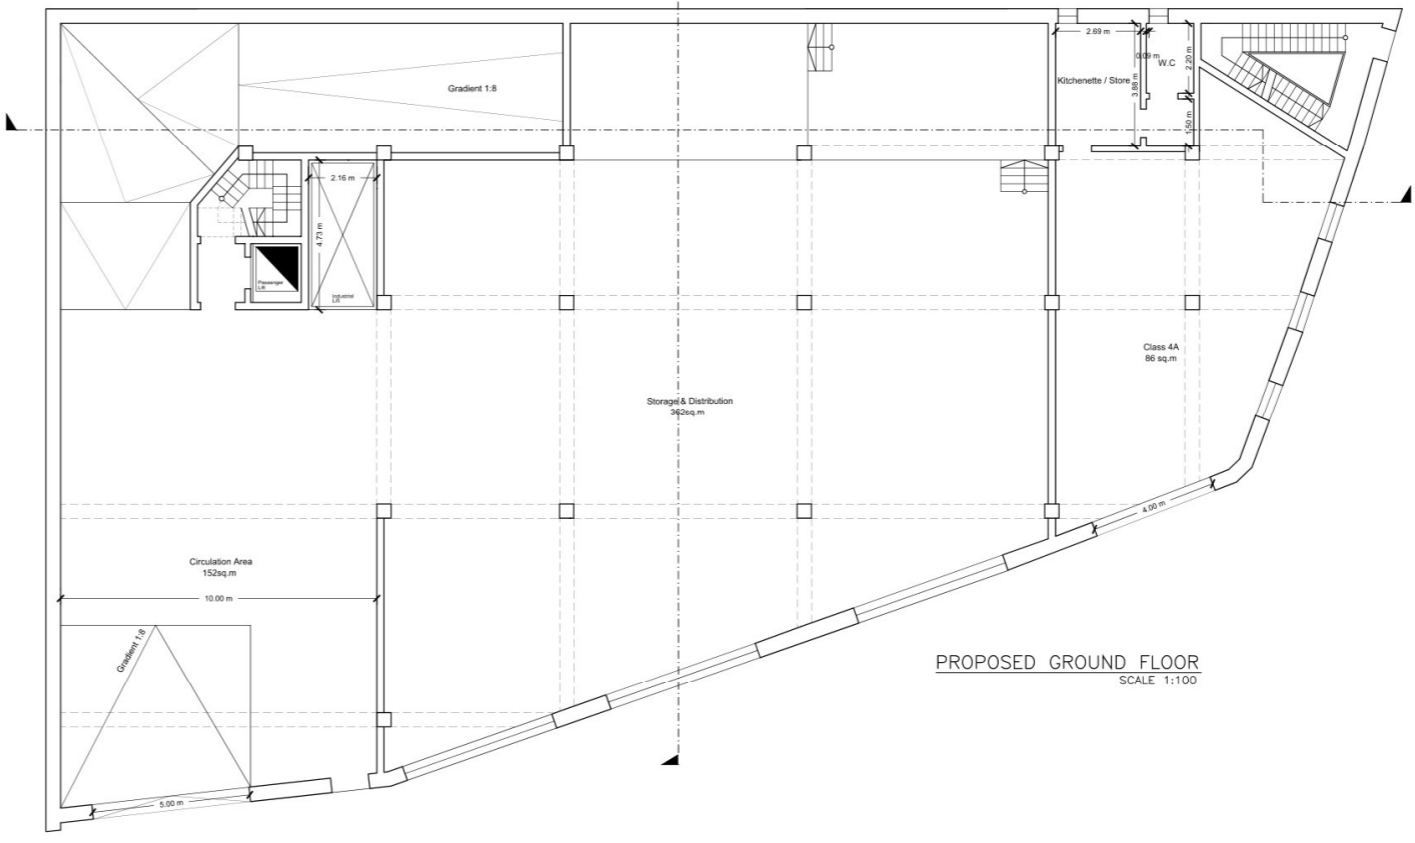 2.69 m
0.09 m
W.C
2.20 m
Kitchenette / Store
3.88 m
Gradient 1:8
1.50 m
2.16 m
4.73 m
Passenger
Lift
Industrial
Lift
Class 4A
86 sq.m
Storage & Distribution
362sq.m
4.00 m
Circulation Area
152sq.m
10.00 m
Gradient 1:8
PROPOSED GROUND FLOOR
SCALE 1:100
5.00 m